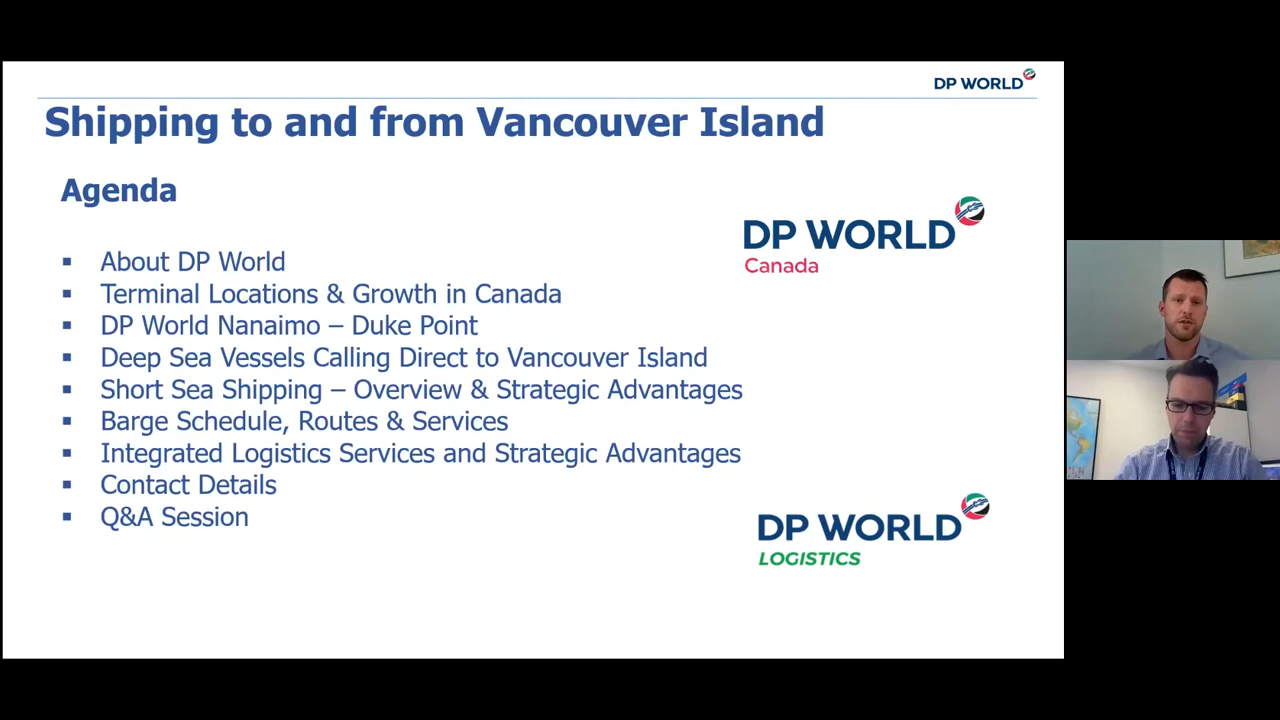 DP WORLD
Shipping to and from Vancouver Island
Agenda
▪ About DP World
▪ Terminal Locations & Growth in Canada
▪ DP World Nanaimo – Duke Point
▪ Deep Sea Vessels Calling Direct to Vancouver Island
▪ Short Sea Shipping – Overview & Strategic Advantages
▪ Barge Schedule, Routes & Services
▪ Integrated Logistics Services and Strategic Advantages
▪ Contact Details
▪ Q&A Session
DP WORLD
Canada
DP WORLD
LOGISTICS